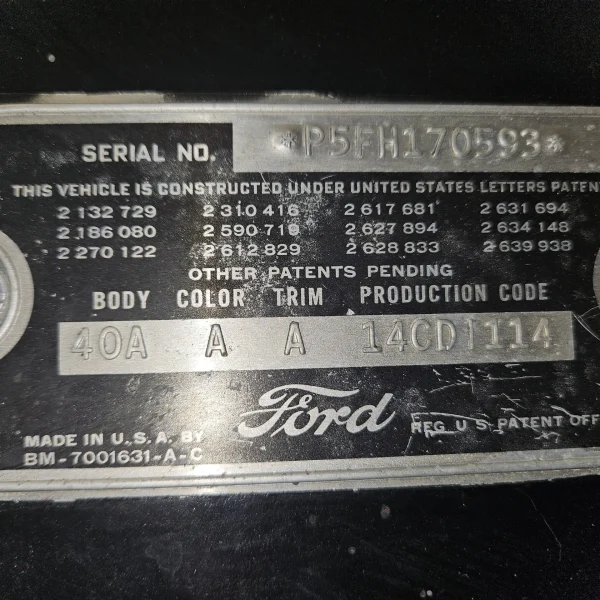 SERIAL NO. *P5FH170593*
THIS VEHICLE IS CONSTRUCTED UNDER UNITED STATES LETTERS PATENT
2 132 729 2 310 416 2 617 681 2 631 694
2 186 080 2 590 719 2 627 894 2 634 148
2 270 122 2 612 829 2 628 833 2 639 938
OTHER PATENTS PENDING
BODY COLOR TRIM PRODUCTION CODE
40A A A 14CDT114
Ford
REG. U.S. PATENT OFF
MADE IN U.S.A. BY
BM-7001631-A-C